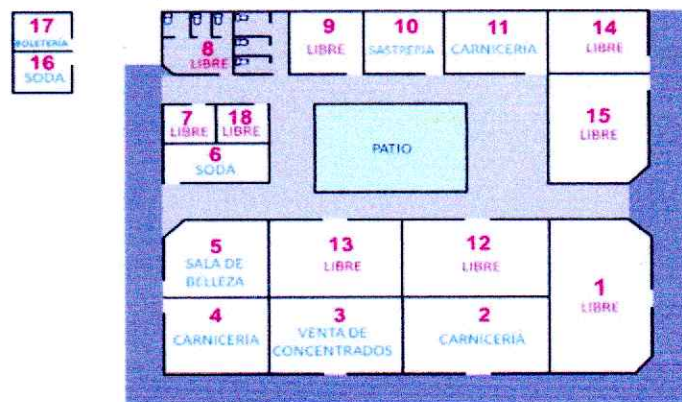 17
BOLETERÍA
16
SODA
8
LIBRE
9
LIBRE
10
SASTRERIA
11
CARNICERIA
14
LIBRE
7
LIBRE
18
LIBRE
6
SODA
PATIO
15
LIBRE
5
SALA DE
BELLEZA
13
LIBRE
12
LIBRE
1
LIBRE
4
CARNICERIA
3
VENTA DE
CONCENTRADOS
2
CARNICERIÁ